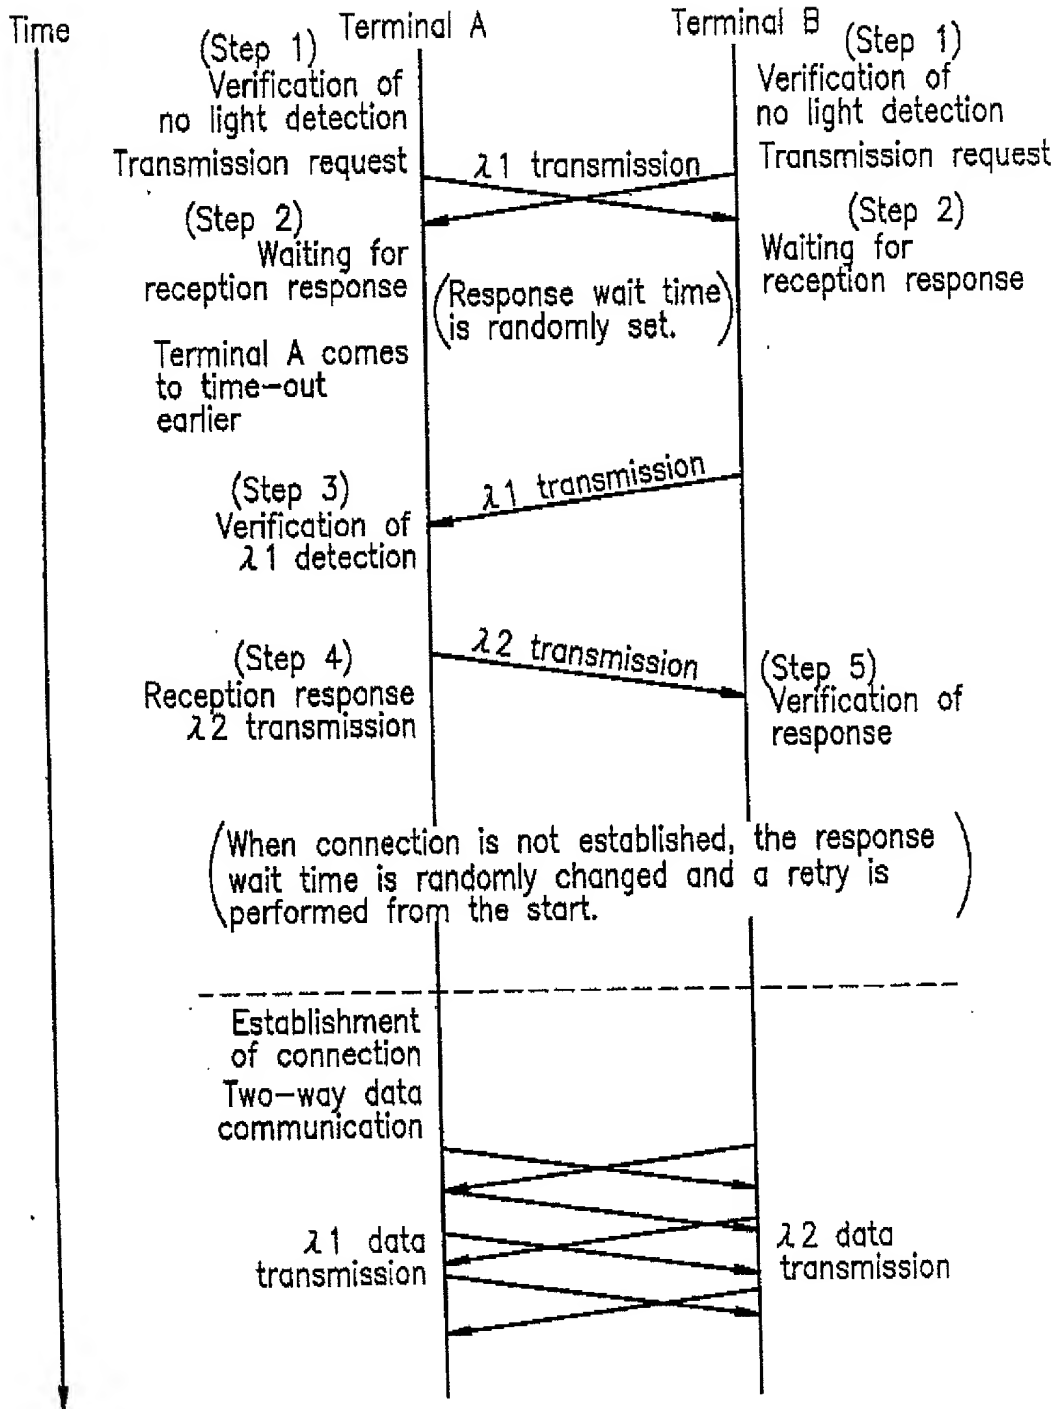 Time
Terminal A
Terminal B
(Step 1)
Verification of
no light detection
Transmission request
(Step 1)
Verification of
no light detection
Transmission request
λ1 transmission
(Step 2)
Waiting for
reception response
(Step 2)
Waiting for
reception response
(Response wait time
is randomly set.)
Terminal A comes
to time-out
earlier
λ1 transmission
(Step 3)
Verification of
λ1 detection
λ2 transmission
(Step 4)
Reception response
λ2 transmission
(Step 5)
Verification of
response
(When connection is not established, the response
wait time is randomly changed and a retry is
performed from the start.)
Establishment
of connection
Two-way data
communication
λ1 data
transmission
λ2 data
transmission